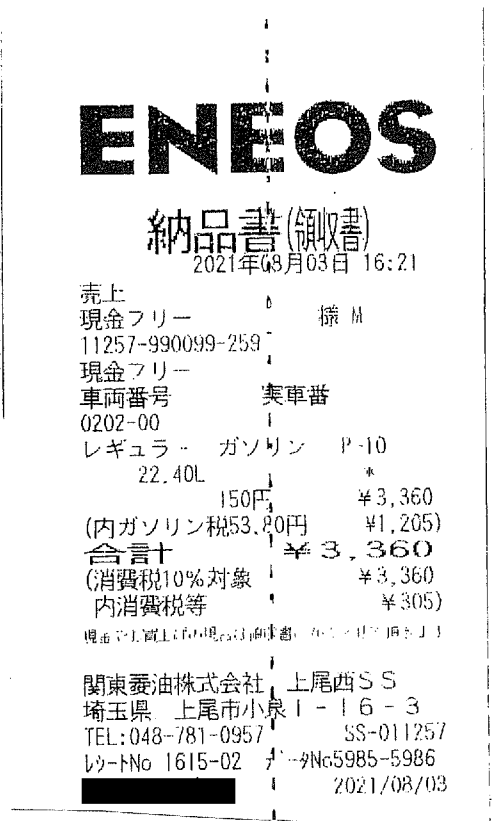 ENEOS
納品書(領収書)
2021年08月03日 16:21
売上
現金フリー 様 M
11257-990099-259
現金フリー
車両番号 実車番
0202-00
レギュラー ガソリン P-10
22.40L *
150円 ¥3,360
(内ガソリン税53.80円 ¥1,205)
合計 ¥3,360
(消費税10%対象 ¥3,360
内消費税等 ¥305)
関東菱油株式会社 上尾西SS
埼玉県 上尾市小泉1-16-3
TEL:048-781-0957 SS-011257
レシートNo 1615-02 データNo5985-5986
2021/08/03